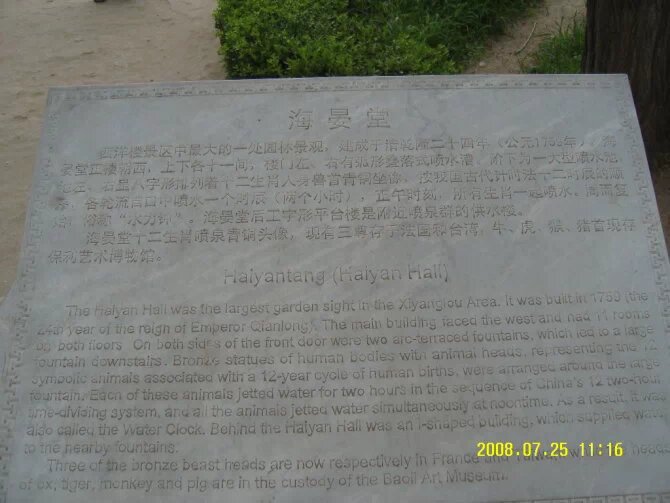 海晏堂
西洋楼景区中最大的一处园林景观，建成于清乾隆二十四年（公元1759年），海
晏堂正楼朝西，上下各十一间，楼门左、右有弧形叠落式喷水槽，阶下为一大型喷水池，
池左、右呈八字形排列着十二生肖人身兽首青铜坐像，按我国古代计时法十二时辰的顺
序，各轮流自口中喷水一个时辰（两个小时），正午时刻，所有生肖一起喷水，周而复
始，俗称“水力钟”。海晏堂后工字形平台楼是附近喷泉群的供水楼。
海晏堂十二生肖喷泉青铜头像，现有三尊存于法国和台湾，牛、虎、猴、猪首现存
保利艺术博物馆。
Haiyantang (Haiyan Hall)
The Haiyan Hall was the largest garden sight in the Xiyanglou Area. It was built in (the
24th year of the reign of Emperor Qianlong). The main building faced the west and had 11 rooms
on both floors. On both sides of the front door were two arc-terraced fountains, which led to a large
fountain downstairs. Bronze statues of human bodies with animal heads, representing the 12
symbolic animals associated with a 12-year cycle of human births, were arranged around the large
fountain. Each of these animals jetted water for two hours in the sequence of China's 12 two-hour
time-dividing system, and all the animals jetted water simultaneously at noontime. As a result, it was
also called the Water Clock. Behind the Haiyan Hall was an I-shaped building, which supplied water
to the nearby fountains.
Three of the bronze beast heads are now respectively in France and Taiwan, heads
of ox, tiger, monkey and pig are in the custody of the Baoli Art Museum.
2008.07.25 11:16